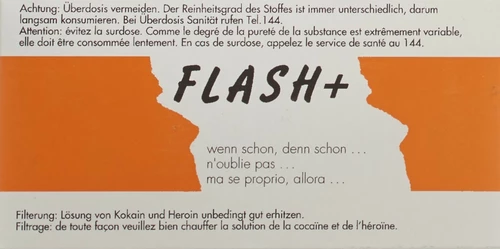 Achtung: Überdosis vermeiden. Der Reinheitsgrad des Stoffes ist immer unterschiedlich, darum
langsam konsumieren. Bei Überdosis Sanität rufen Tel.144.
Attention: évitez la surdose. Comme le degré de la pureté de la substance est extrêmement variable,
elle doit être consommée lentement. En cas de surdose, appelez le service de santé au 144.
FLASH+
wenn schon, denn schon ...
n'oublie pas ...
ma se proprio, allora ...
Filterung: Lösung von Kokain und Heroin unbedingt gut erhitzen.
Filtrage: de toute façon veuillez bien chauffer la solution de la cocaïne et de l'héroïne.